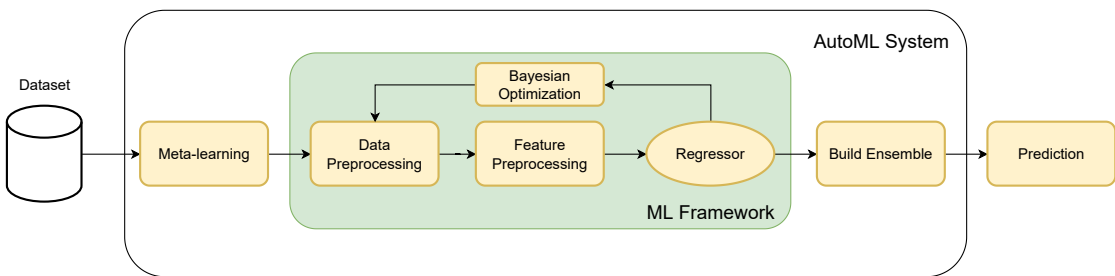 AutoML System
Dataset
Bayesian
Optimization
Meta-learning
Data
Preprocessing
Feature
Preprocessing
Regressor
Build Ensemble
Prediction
ML Framework